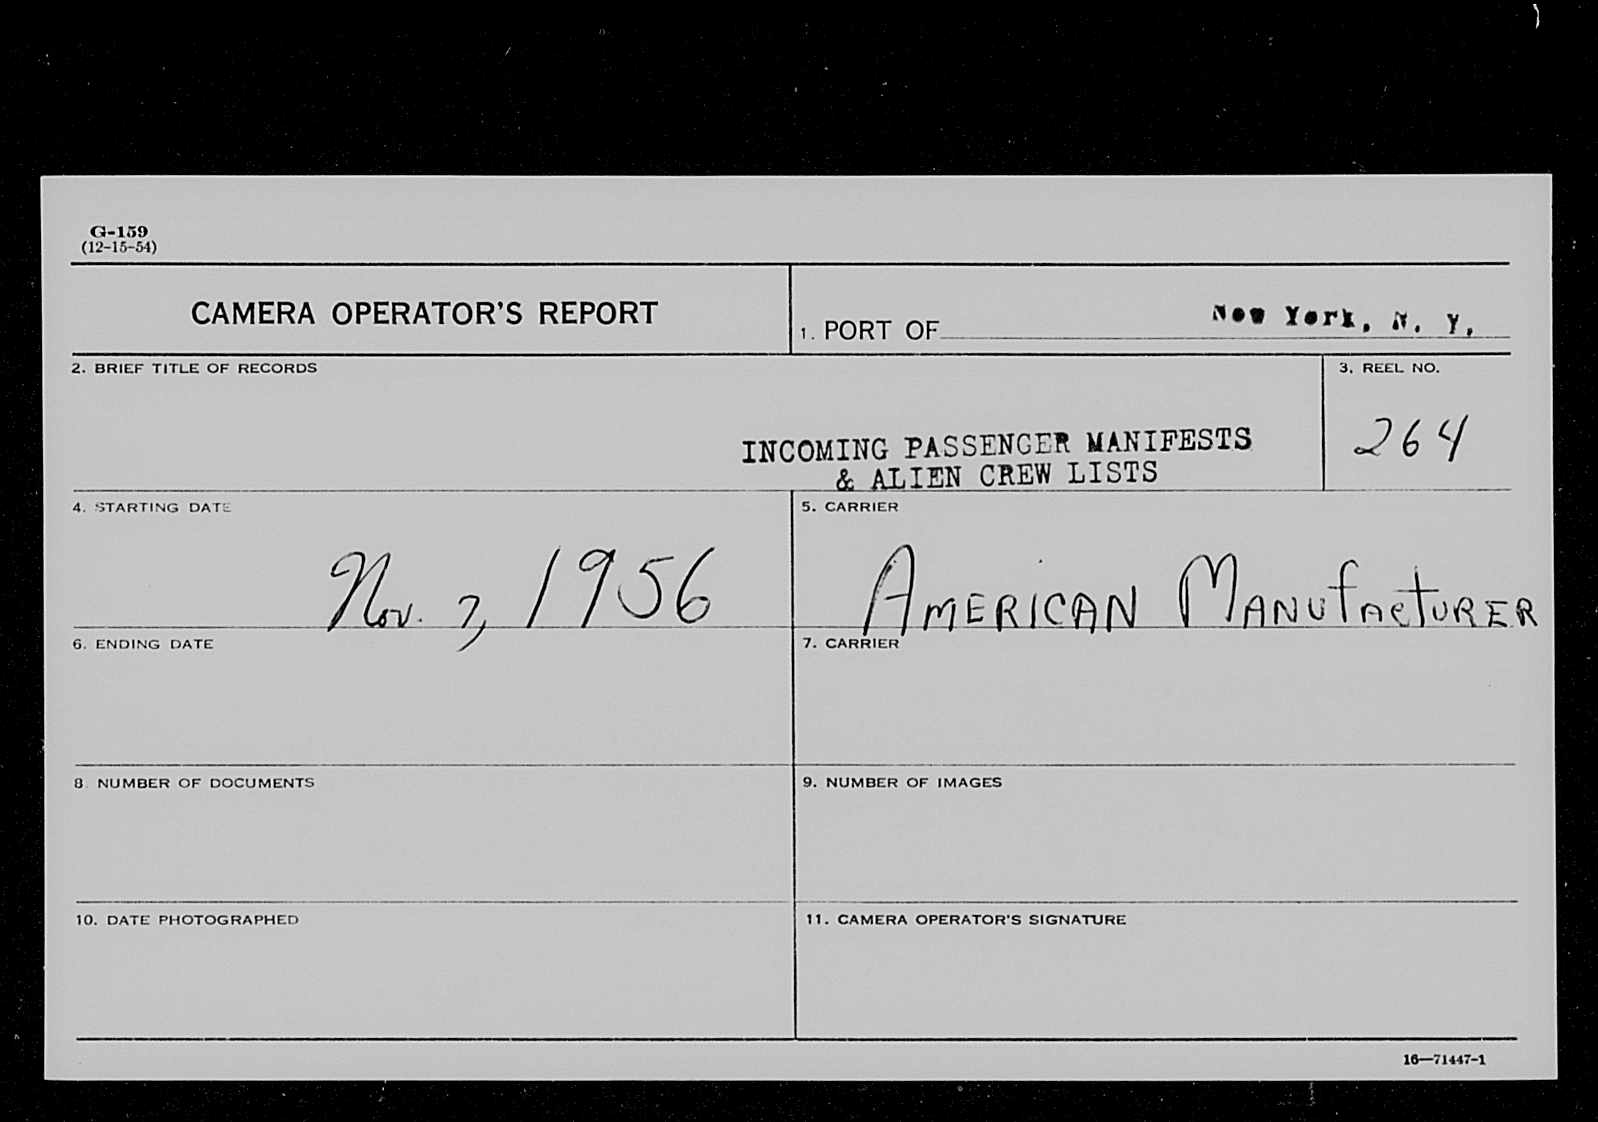 G-159
(12-15-54)
CAMERA OPERATOR'S REPORT
1. PORT OF New York, N. Y.
2. BRIEF TITLE OF RECORDS
INCOMING PASSENGER MANIFESTS
& ALIEN CREW LISTS
3. REEL NO.
264
4. STARTING DATE
Nov. 7, 1956
5. CARRIER
AMERICAN MANUfAcTURER
6. ENDING DATE
7. CARRIER
8. NUMBER OF DOCUMENTS
9. NUMBER OF IMAGES
10. DATE PHOTOGRAPHED
11. CAMERA OPERATOR'S SIGNATURE
16—71447-1